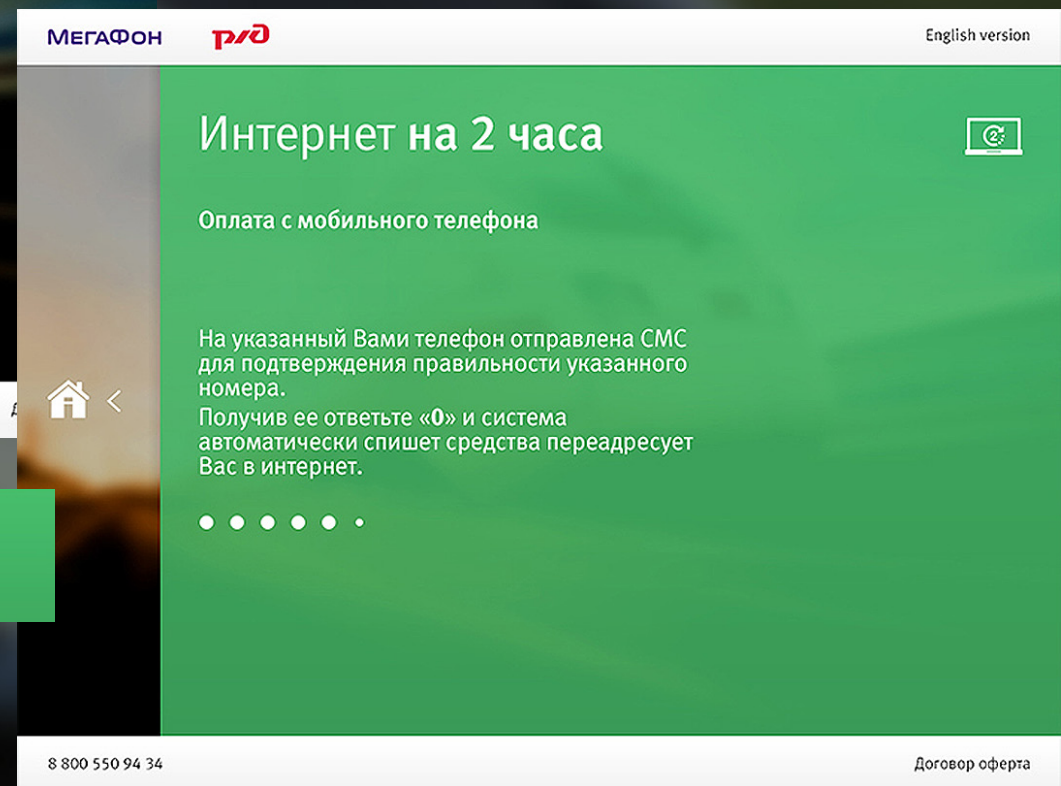 МЕГАФОН
РЖД
English version
Интернет на 2 часа
2
Оплата с мобильного телефона
На указанный Вами телефон отправлена СМС
для подтверждения правильности указанного
номера.
Получив ее ответьте «0» и система
автоматически спишет средства переадресует
Вас в интернет.
8 800 550 94 34
Договор оферта